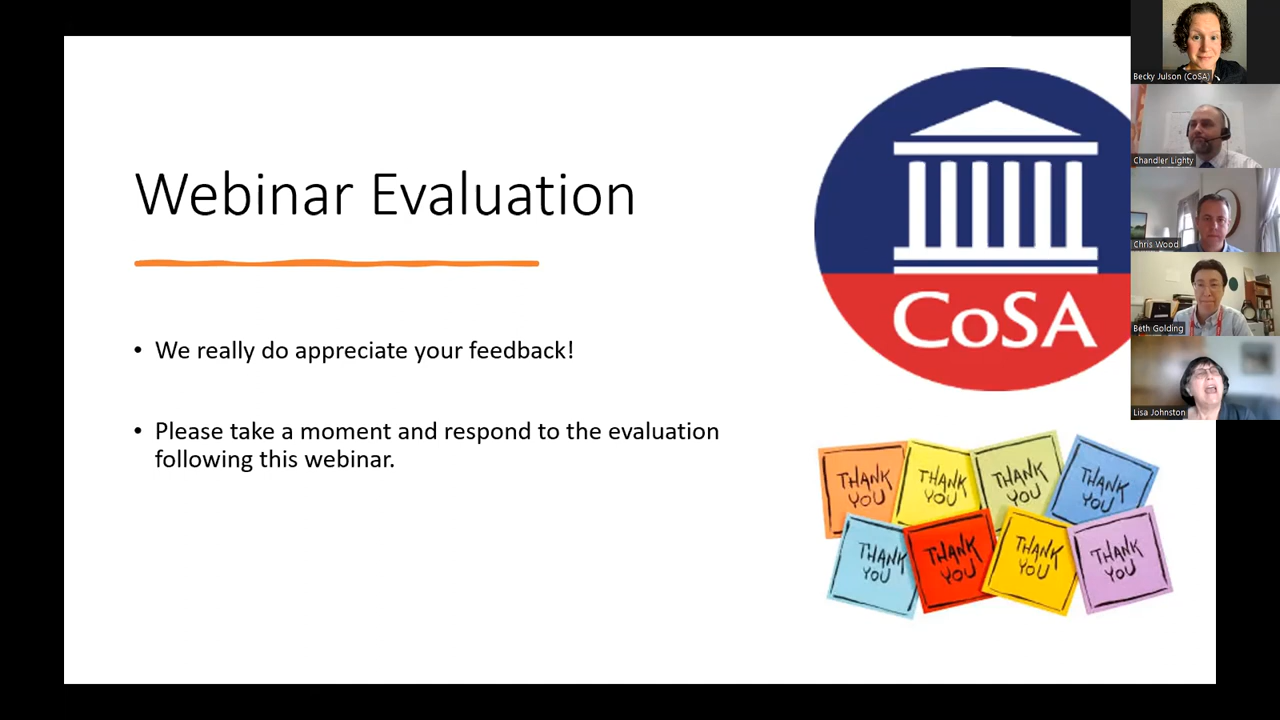 Webinar Evaluation
• We really do appreciate your feedback!
• Please take a moment and respond to the evaluation
following this webinar.
CoSA
THANK YOU
THANK YOU
THANK YOU
THANK YOU
THANK YOU
THANK YOU
THANK YOU
THANK YOU
Becky Julson (CoSA)
Chandler Lighty
Chris Wood
Beth Golding
Lisa Johnston